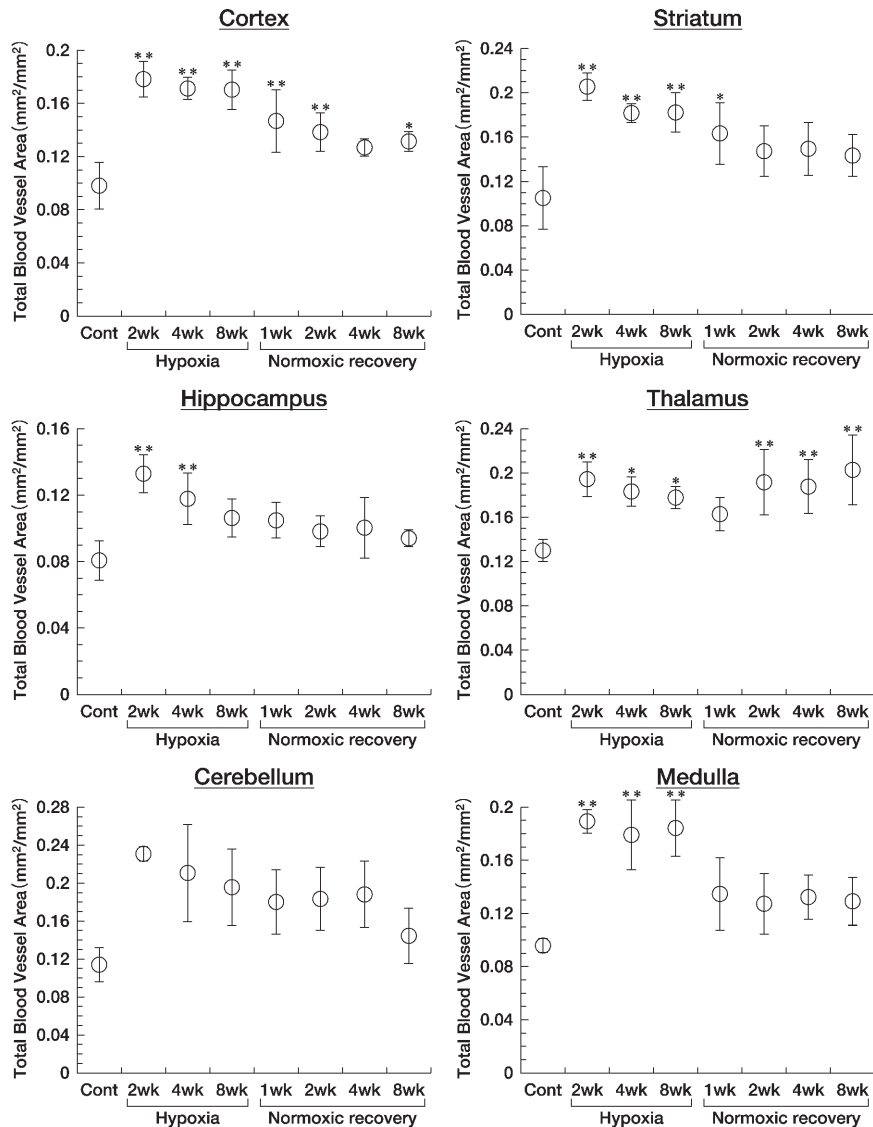 Cortex
Total Blood Vessel Area (mm²/mm²)
0.2
0.16
0.12
0.08
0.04
0
** ** ** ** ** *
Cont 2wk 4wk 8wk 1wk 2wk 4wk 8wk
Hypoxia Normoxic recovery
Striatum
Total Blood Vessel Area (mm²/mm²)
0.24
0.2
0.16
0.12
0.08
0.04
0
** ** ** *
Cont 2wk 4wk 8wk 1wk 2wk 4wk 8wk
Hypoxia Normoxic recovery
Hippocampus
Total Blood Vessel Area (mm²/mm²)
0.16
0.12
0.08
0.04
0
** **
Cont 2wk 4wk 8wk 1wk 2wk 4wk 8wk
Hypoxia Normoxic recovery
Thalamus
Total Blood Vessel Area (mm²/mm²)
0.24
0.2
0.16
0.12
0.08
0.04
0
** * * ** ** **
Cont 2wk 4wk 8wk 1wk 2wk 4wk 8wk
Hypoxia Normoxic recovery
Cerebellum
Total Blood Vessel Area (mm²/mm²)
0.28
0.24
0.2
0.16
0.12
0.08
0.04
0
Cont 2wk 4wk 8wk 1wk 2wk 4wk 8wk
Hypoxia Normoxic recovery
Medulla
Total Blood Vessel Area (mm²/mm²)
0.2
0.16
0.12
0.08
0.04
0
** ** **
Cont 2wk 4wk 8wk 1wk 2wk 4wk 8wk
Hypoxia Normoxic recovery